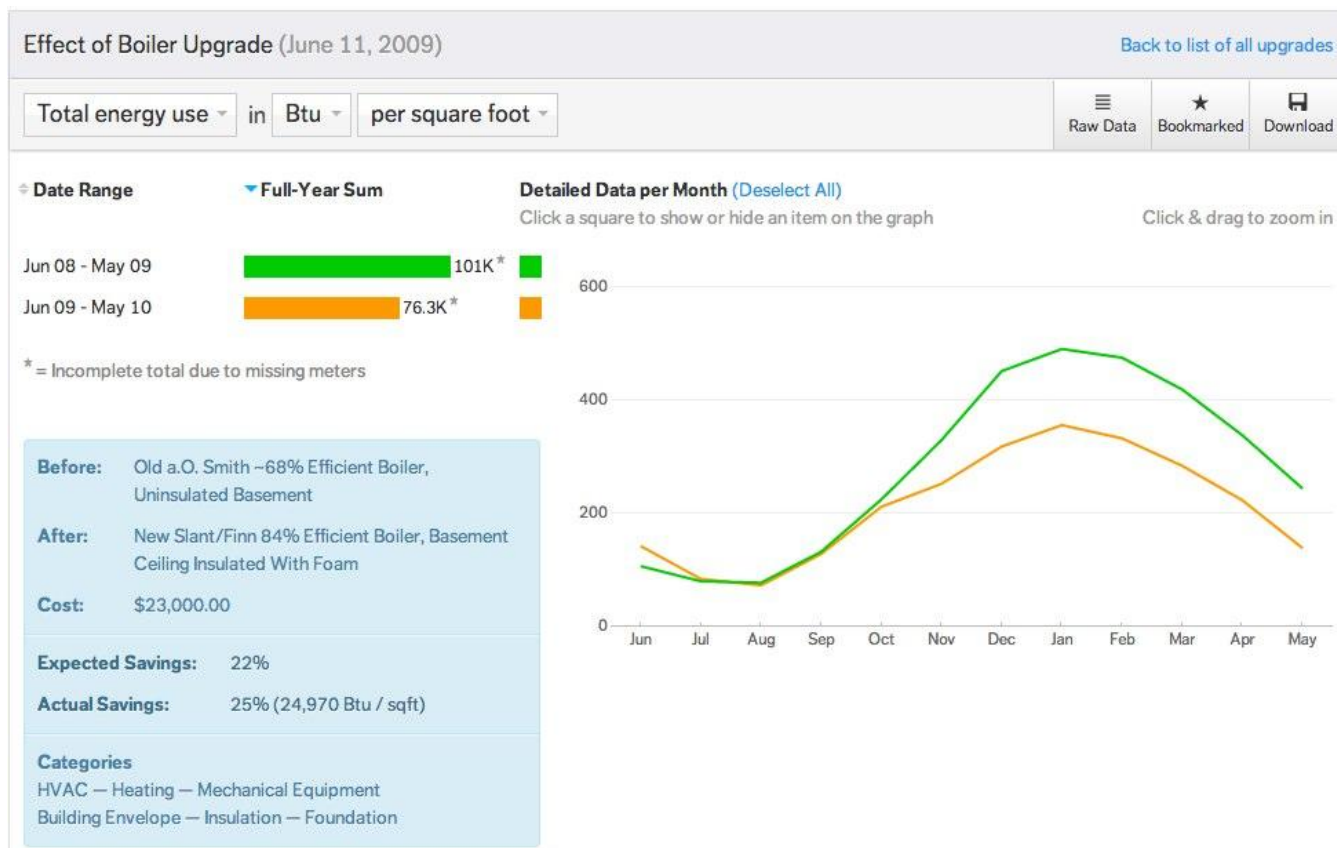 Effect of Boiler Upgrade (June 11, 2009)
Back to list of all upgrades
Total energy use in Btu per square foot
Raw Data
Bookmarked
Download
Date Range
Full-Year Sum
Detailed Data per Month (Deselect All)
Click a square to show or hide an item on the graph
Click & drag to zoom in
Jun 08 - May 09
101K*
Jun 09 - May 10
76.3K*
* = Incomplete total due to missing meters
600
400
200
0
Jun Jul Aug Sep Oct Nov Dec Jan Feb Mar Apr May
Before: Old a.O. Smith ~68% Efficient Boiler,
Uninsulated Basement
After: New Slant/Finn 84% Efficient Boiler, Basement
Ceiling Insulated With Foam
Cost: $23,000.00
Expected Savings: 22%
Actual Savings: 25% (24,970 Btu / sqft)
Categories
HVAC — Heating — Mechanical Equipment
Building Envelope — Insulation — Foundation